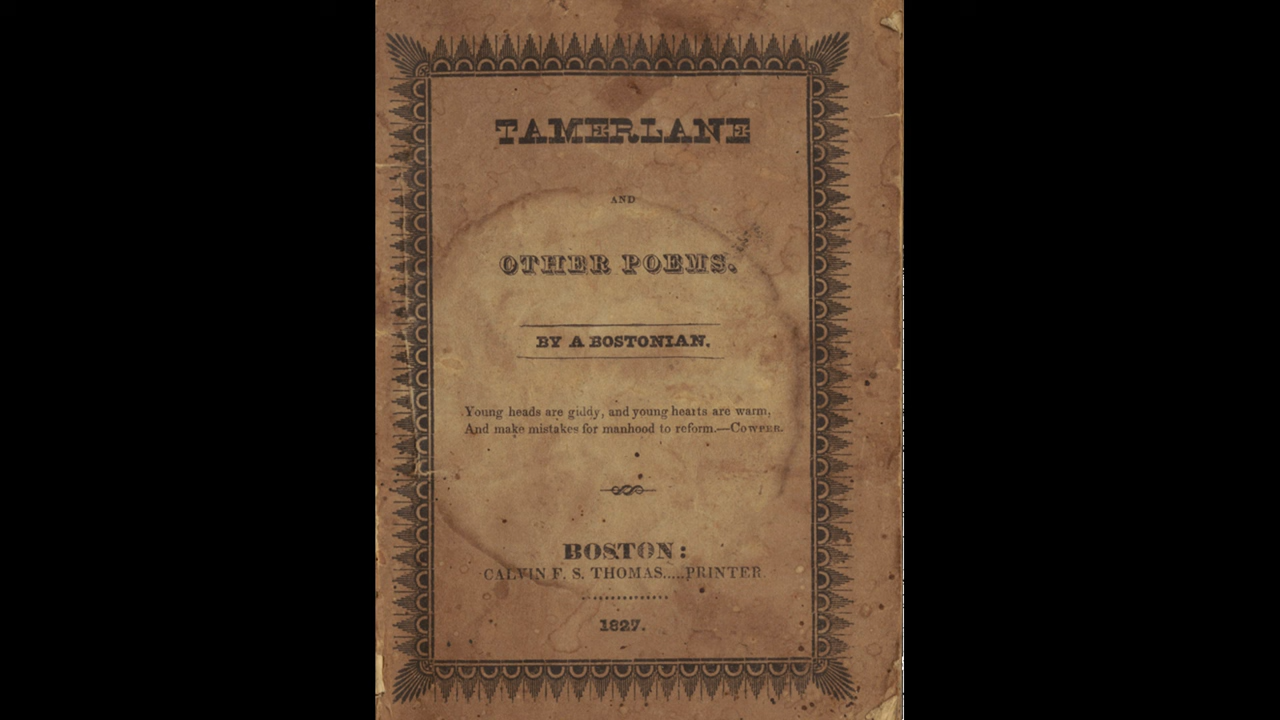 TAMERLANE
AND
OTHER POEMS.
BY A BOSTONIAN.
Young heads are giddy, and young hearts are warm,
And make mistakes for manhood to reform.—COWPER.
BOSTON:
CALVIN F. S. THOMAS.....PRINTER
1827.